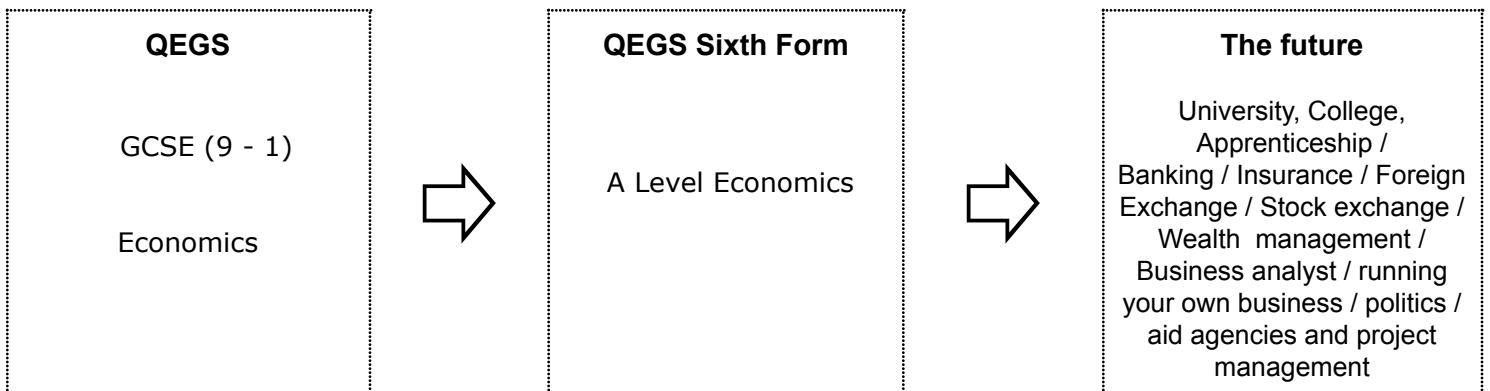 QEGS
GCSE (9 - 1)
Economics
QEGS Sixth Form
A Level Economics
The future
University, College,
Apprenticeship /
Banking / Insurance / Foreign
Exchange / Stock exchange /
Wealth management /
Business analyst / running
your own business / politics /
aid agencies and project
management